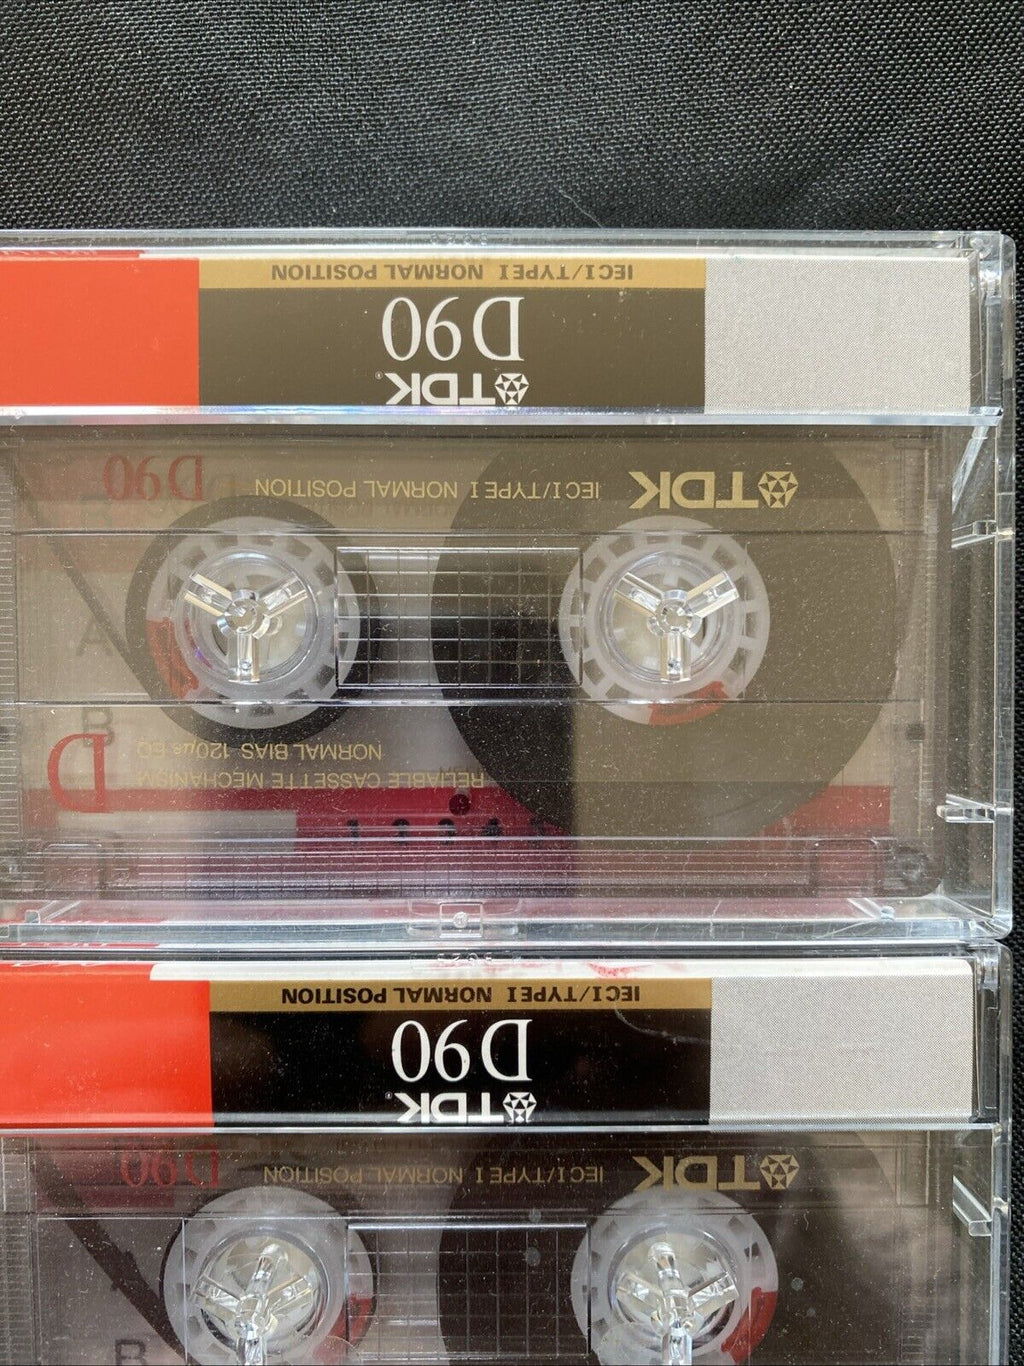 IECI/TYPEI NORMAL POSITION
D90
TDK®
TDK IECI/TYPE I NORMAL POSITION D90
A
B
NORMAL BIAS 120µs EQ
RELIABLE CASSETTE MECHANISM
D
IECI/TYPEI NORMAL POSITION
D90
TDK®
TDK IECI/TYPE I NORMAL POSITION D90
B